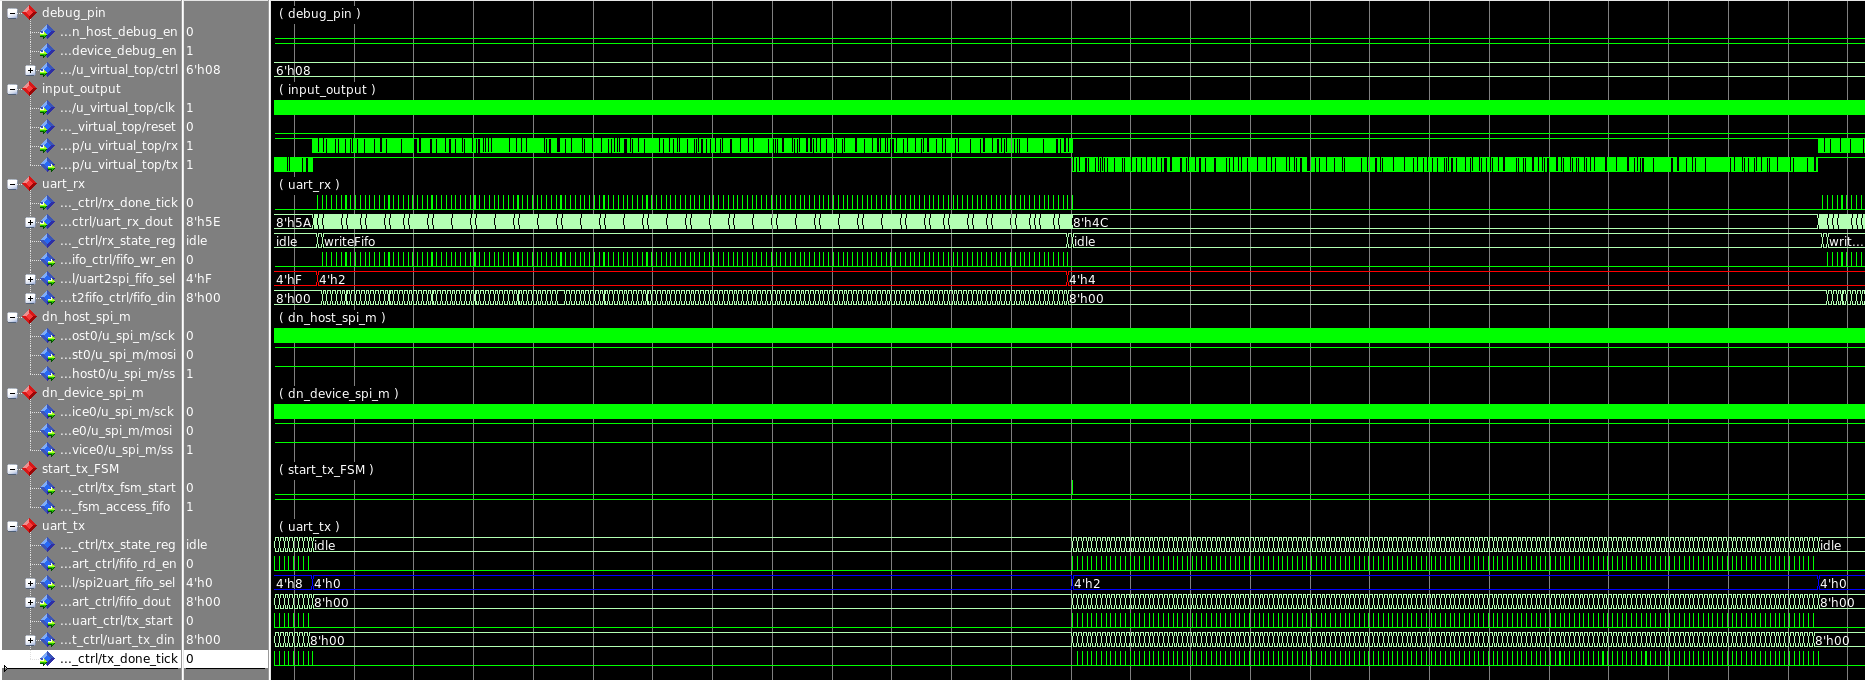 debug_pin ( debug_pin )
...n_host_debug_en 0
...device_debug_en 1
.../u_virtual_top/ctrl 6'h08 6'h08
input_output ( input_output )
.../u_virtual_top/clk 1
..._virtual_top/reset 0
...p/u_virtual_top/rx 1
...p/u_virtual_top/tx 1
uart_rx ( uart_rx )
..._ctrl/rx_done_tick 0
...ctrl/uart_rx_dout 8'h5E 8'h5A 8'h4C
..._ctrl/rx_state_reg idle idle writeFifo idle writ...
...ifo_ctrl/fifo_wr_en 0
...l/uart2spi_fifo_sel 4'hF 4'hF 4'h2 4'h4
...t2fifo_ctrl/fifo_din 8'h00 8'h00 8'h00
dn_host_spi_m ( dn_host_spi_m )
...ost0/u_spi_m/sck 0
...st0/u_spi_m/mosi 0
...host0/u_spi_m/ss 1
dn_device_spi_m ( dn_device_spi_m )
...ice0/u_spi_m/sck 0
...e0/u_spi_m/mosi 0
...vice0/u_spi_m/ss 1
start_tx_FSM ( start_tx_FSM )
..._ctrl/tx_fsm_start 0
..._fsm_access_fifo 1
uart_tx ( uart_tx )
..._ctrl/tx_state_reg idle idle idle
...art_ctrl/fifo_rd_en 0
...l/spi2uart_fifo_sel 4'h0 4'h8 4'h0 4'h2 4'h0
...art_ctrl/fifo_dout 8'h00 8'h00 8'h00
...uart_ctrl/tx_start 0
...t_ctrl/uart_tx_din 8'h00 8'h00 8'h00
..._ctrl/tx_done_tick 0